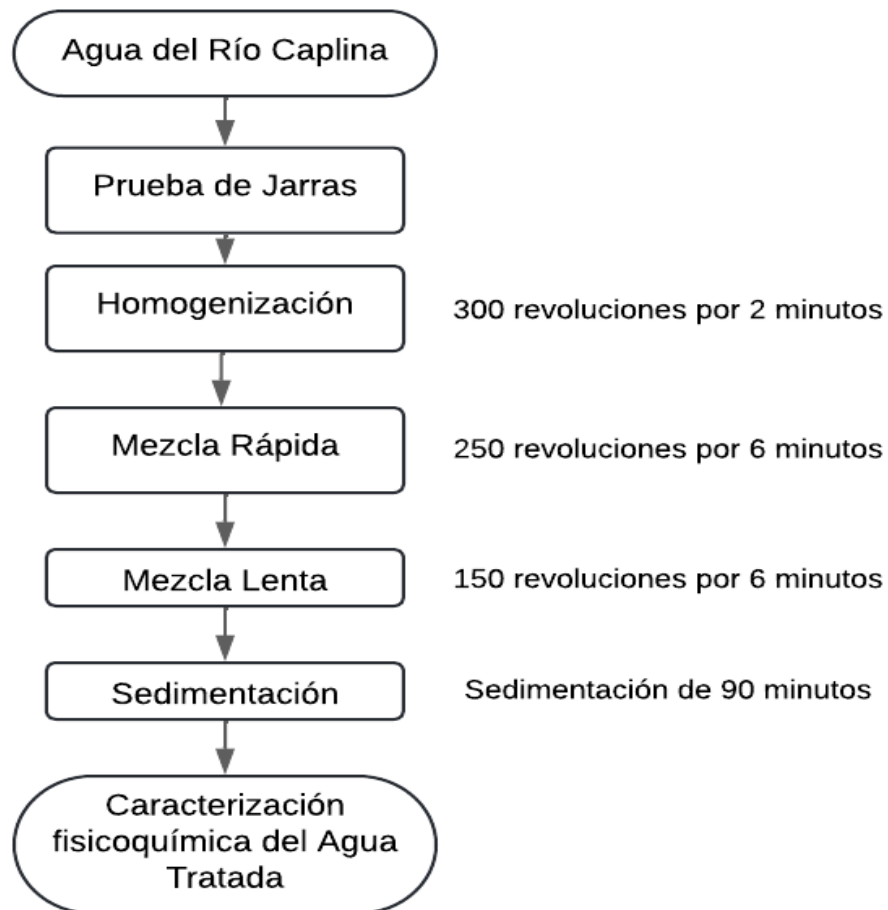 Agua del Río Caplina
Prueba de Jarras
Homogenización
300 revoluciones por 2 minutos
Mezcla Rápida
250 revoluciones por 6 minutos
Mezcla Lenta
150 revoluciones por 6 minutos
Sedimentación
Sedimentación de 90 minutos
Caracterización
fisicoquímica del Agua
Tratada